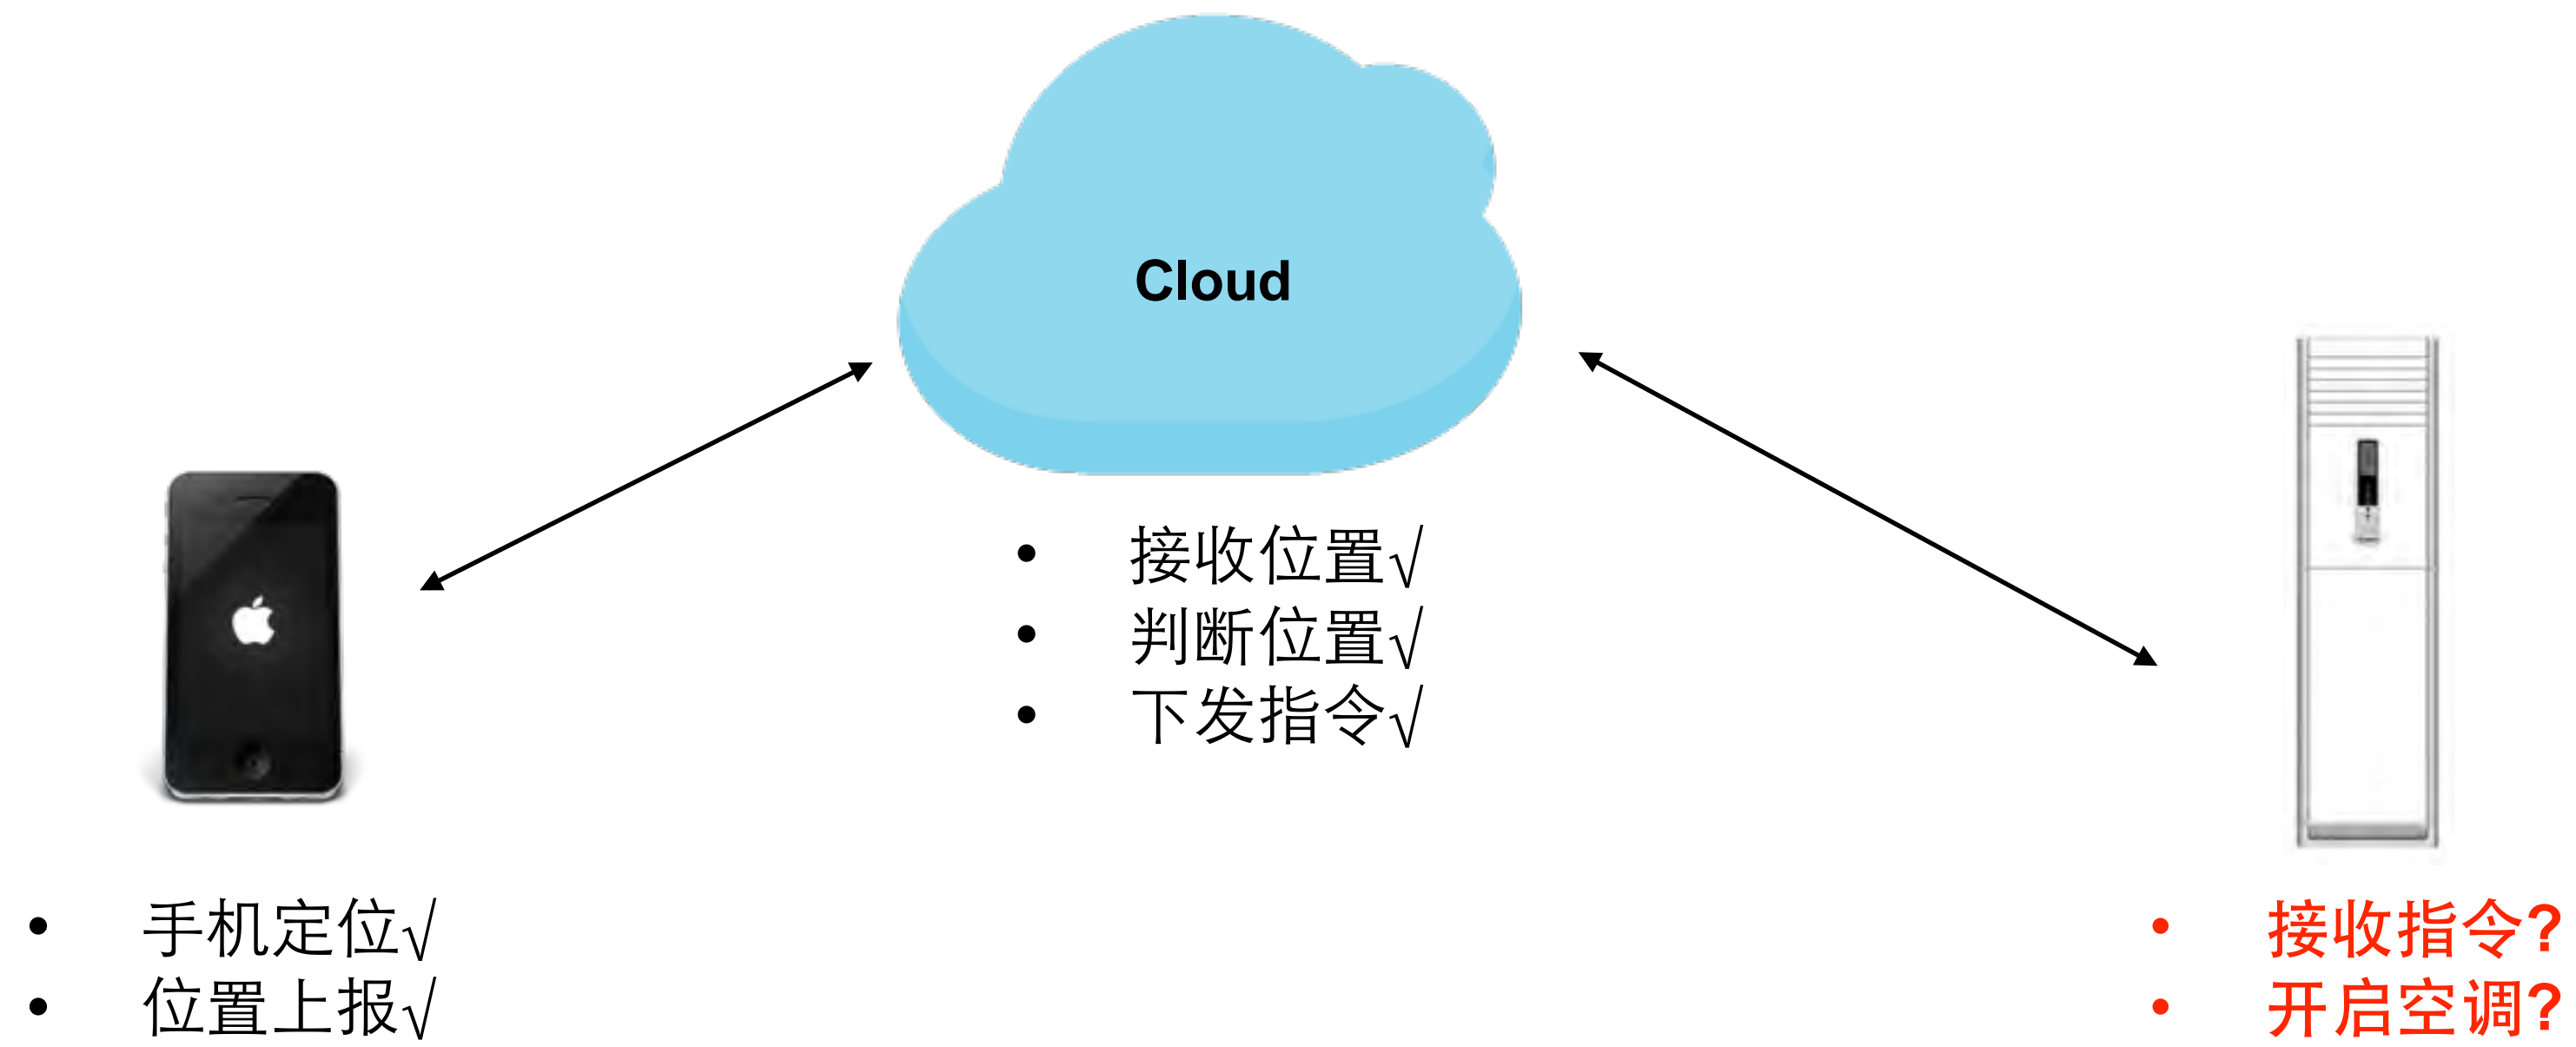 Cloud
• 接收位置√
• 判断位置√
• 下发指令√
• 手机定位√
• 位置上报√
• 接收指令?
• 开启空调?